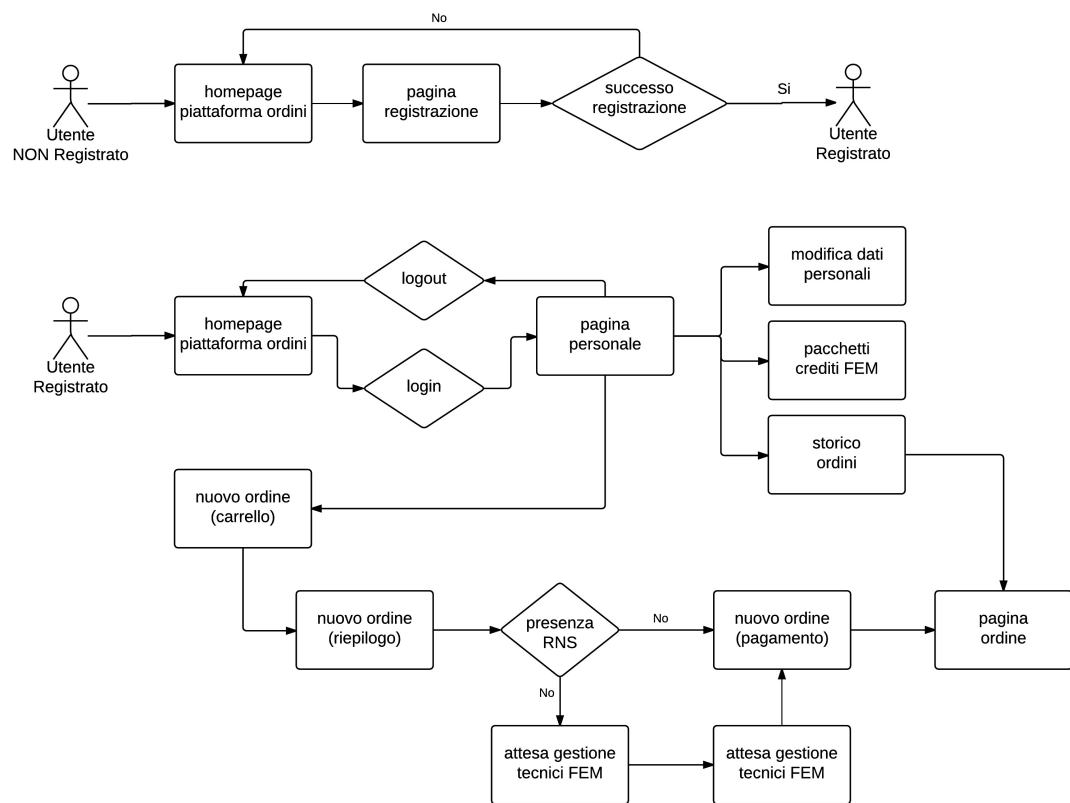 No
homepage
piattaforma ordini
pagina
registrazione
successo
registrazione
Si
Utente
NON Registrato
Utente
Registrato
logout
modifica dati
personali
homepage
piattaforma ordini
pagina
personale
Utente
Registrato
login
pacchetti
crediti FEM
storico
ordini
nuovo ordine
(carrello)
nuovo ordine
(riepilogo)
presenza
RNS
No
nuovo ordine
(pagamento)
pagina
ordine
No
attesa gestione
tecnici FEM
attesa gestione
tecnici FEM